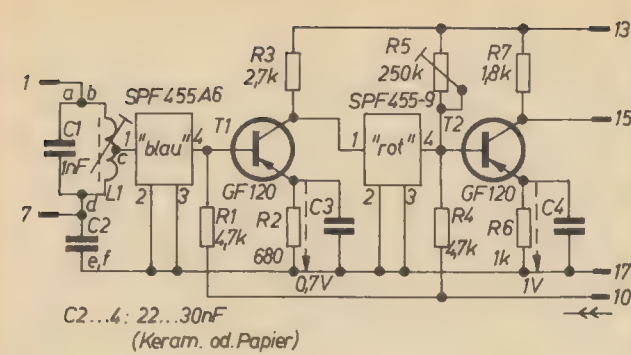 13
R3
2,7k
R5
250k
R7
1,8k
1
a b
SPF455A6
SPF455-9
C1
1nF
1
"blau"
4
T1
1
"rot"
4
T2
15
c
L1
2
3
GF120
2
3
GF120
d
7
C2
e,f
R1
4,7k
R2
680
C3
R4
4,7k
R6
1k
C4
17
0,7V
1V
10
C2...4: 22...30nF
(Keram. od. Papier)